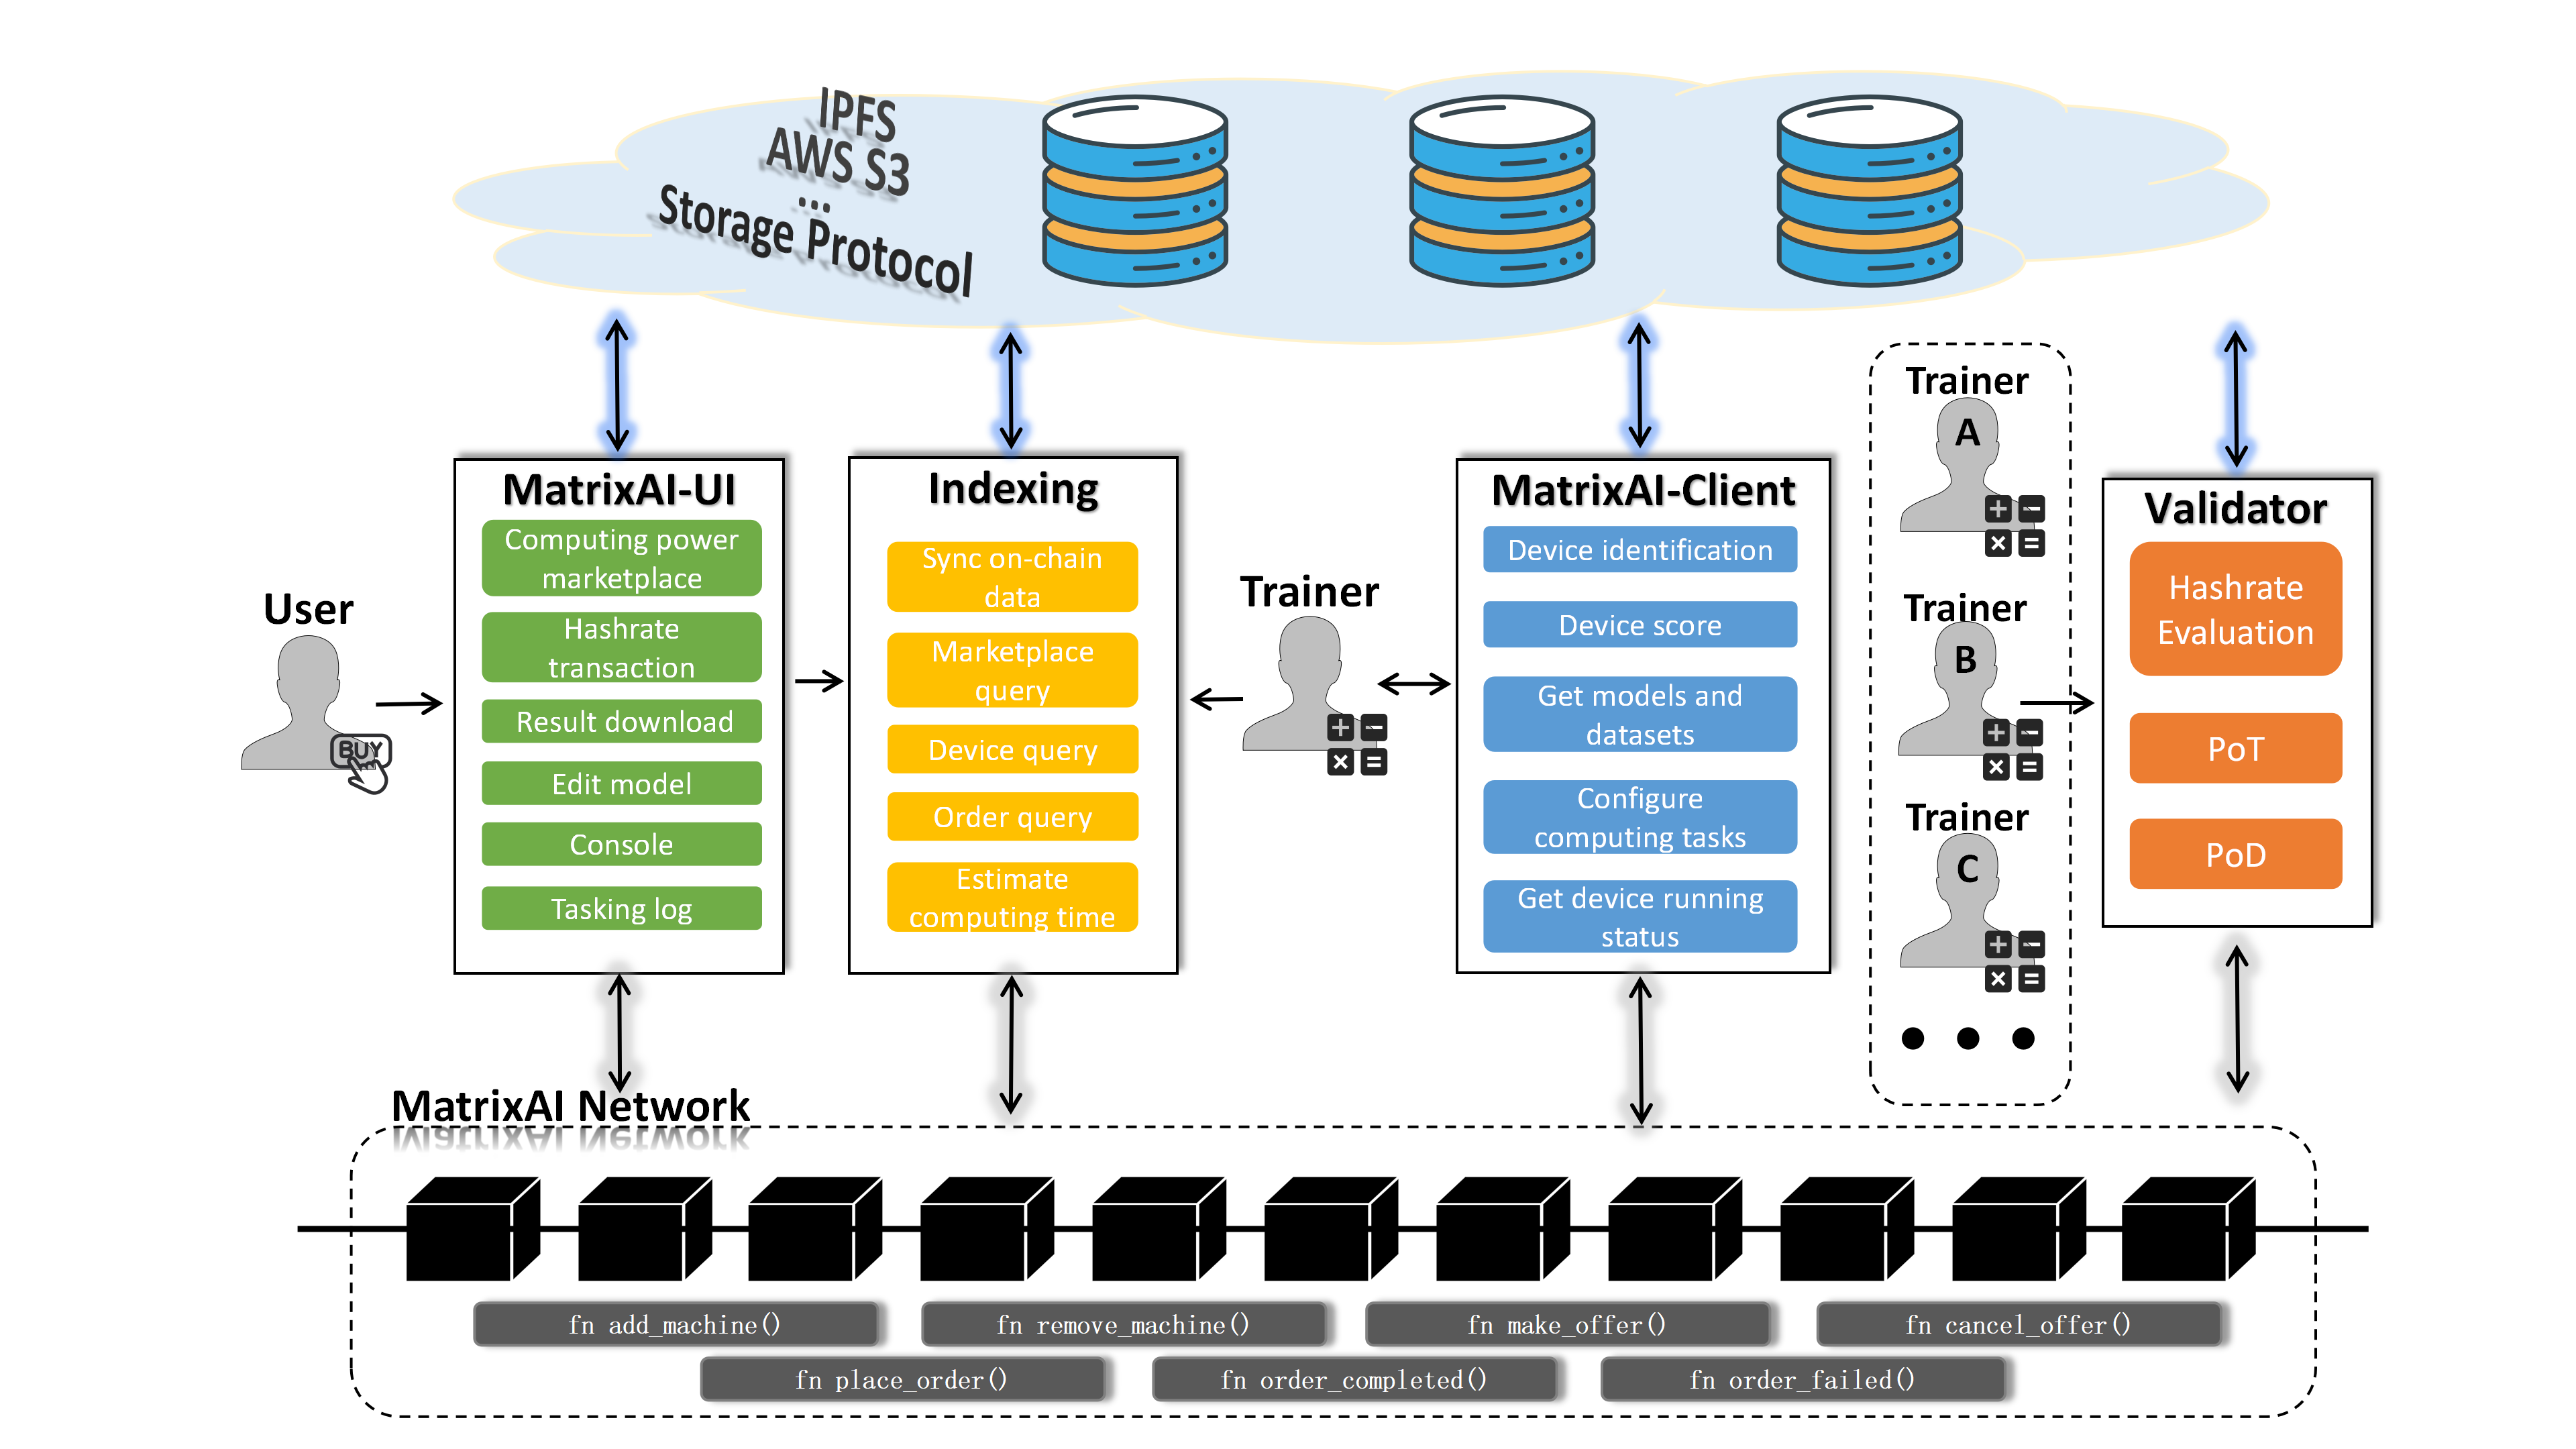 IPFS
AWS S3
...
Storage Protocol
User
BUY
MatrixAI-UI
Computing power
marketplace
Hashrate
transaction
Result download
Edit model
Console
Tasking log
Indexing
Sync on-chain
data
Marketplace
query
Device query
Order query
Estimate
computing time
Trainer
MatrixAI-Client
Device identification
Device score
Get models and
datasets
Configure
computing tasks
Get device running
status
Trainer
A
Trainer
B
Trainer
C
Validator
Hashrate
Evaluation
PoT
PoD
MatrixAI Network
fn add_machine()
fn remove_machine()
fn make_offer()
fn cancel_offer()
fn place_order()
fn order_completed()
fn order_failed()